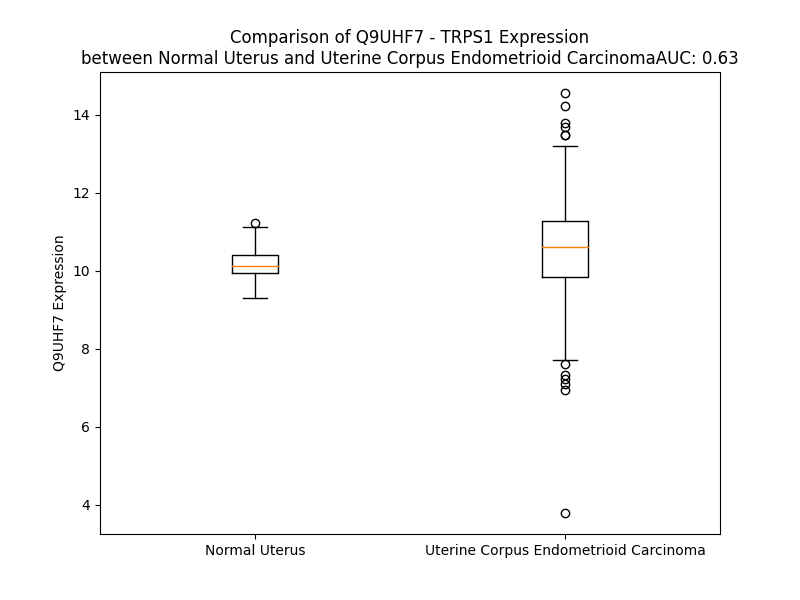 Comparison of Q9UHF7 - TRPS1 Expression
between Normal Uterus and Uterine Corpus Endometrioid CarcinomaAUC: 0.63
Q9UHF7 Expression
14
12
10
8
6
4
Normal Uterus
Uterine Corpus Endometrioid Carcinoma